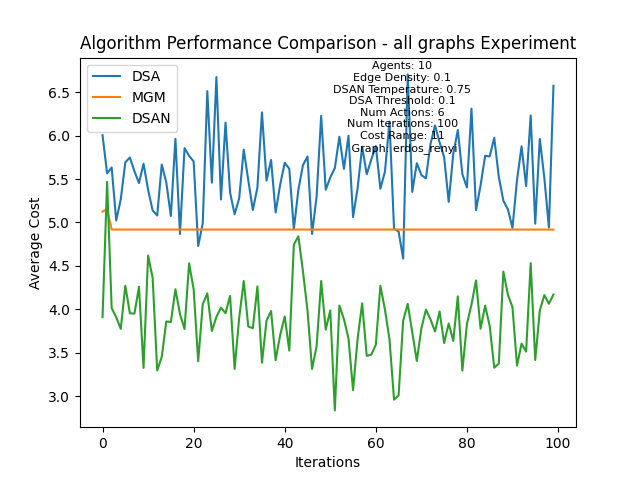 Algorithm Performance Comparison - all graphs Experiment
DSA
MGM
DSAN
Agents: 10
Edge Density: 0.1
DSAN Temperature: 0.75
DSA Threshold: 0.1
Num Actions: 6
Num Iterations: 100
Cost Range: 11
Graph: erdos_renyi
Average Cost
6.5
6.0
5.5
5.0
4.5
4.0
3.5
3.0
0 20 40 60 80 100
Iterations